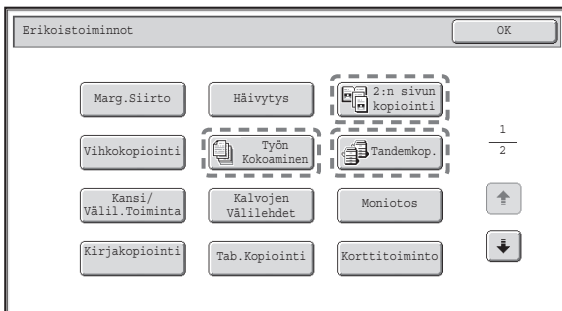 Erikoistoiminnot
OK
Marg.Siirto
Häivytys
2:n sivun
kopiointi
Vihkokopiointi
Työn
Kokoaminen
Tandemkop.
1
2
Kansi/
Välil.Toiminta
Kalvojen
Välilehdet
Moniotos
Kirjakopiointi
Tab.Kopiointi
Korttitoiminto